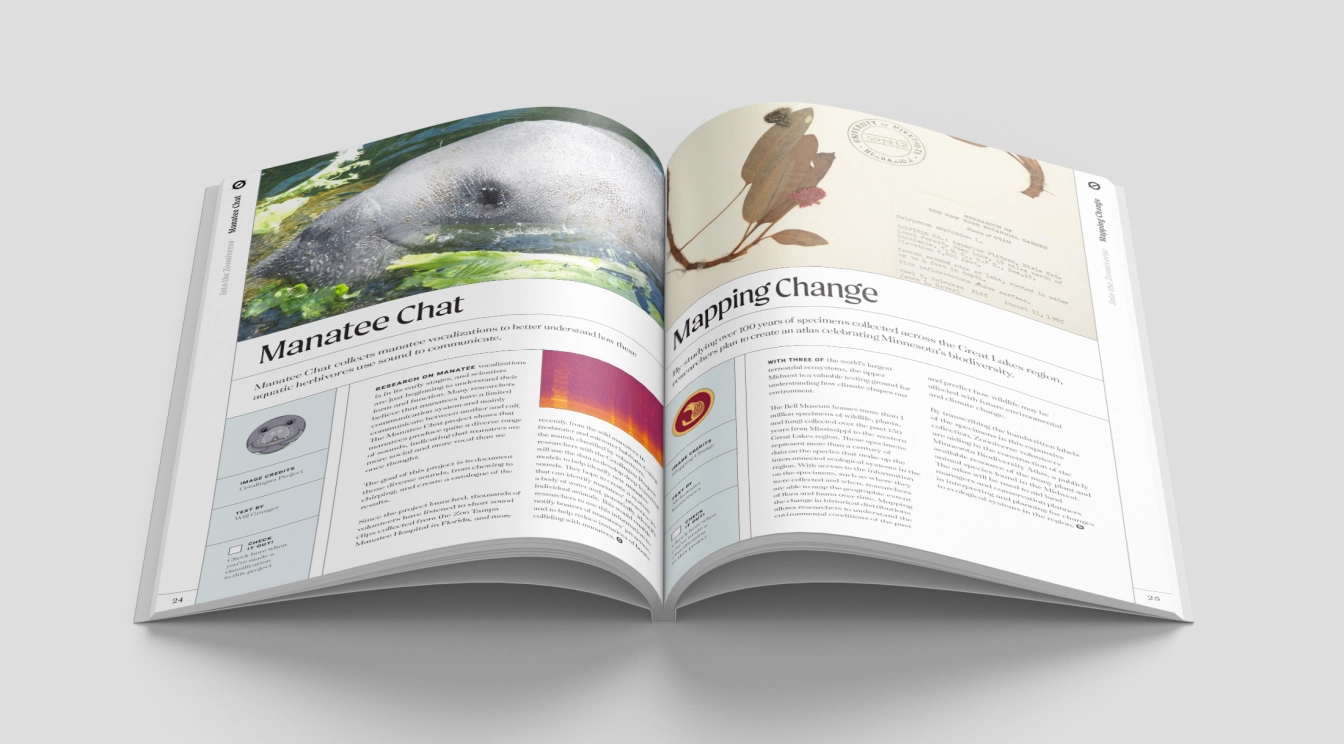 Into the Zooniverse Manatee Chat
Manatee Chat
Manatee Chat collects manatee vocalizations to better understand how these
aquatic herbivores use sound to communicate.
IMAGE CREDITS
Cetalingua Project
TEXT BY
Will Granger
CHECK
IT OUT!
Check here when
you've made a
classification
to this project
24
RESEARCH ON MANATEE vocalizations
is in its early stages, and scientists
are just beginning to understand their
form and function. Many researchers
believe that manatees have a limited
communication system and mainly
communicate between mother and calf.
The Manatee Chat project shows that
manatees produce quite a diverse range
of sounds, indicating that manatees are
more social and more vocal than we
once thought.
The goal of this project is to document
these diverse sounds, from chewing to
chirping, and create a catalogue of the
results.
Since the project launched, thousands of
volunteers have listened to short sound
clips collected from the Zoo Tampa
Manatee Hospital in Florida, and more
recently, from the wild manatees in
Mapping Change
By studying over 100 years of specimens collected across the Great Lakes region,
researchers plan to create an atlas celebrating Minnesota's biodiversity.
IMAGE CREDITS
Mapping Change
TEXT BY
CHECK
IT OUT!
WITH THREE OF the world's largest
terrestrial ecosystems, the upper
Midwest is a valuable testing ground for
understanding how climate shapes our
environment.
The Bell Museum houses more than 1
million specimens of wildlife, plants,
and fungi collected over the past 150
years from Mississippi to the western
Great Lakes region. These specimens
represent more than a century of
data on the species that make up the
interconnected ecological systems in the
region. With access to the information
on the specimens, such as where they
were collected and when, researchers
are able to map the geographic extent
of flora and fauna over time. Mapping
the change in historical distributions
allows researchers to understand the
environmental conditions of the past
and predict how wildlife may be
affected with future environmental
and climate change.
By transcribing the handwritten labels
of the specimens in this expansive
collection, Zooniverse volunteers
are aiding in the construction of the
Minnesota Biodiversity Atlas, a publicly
available resource of the many plant and
animal species found in the Midwest.
The atlas will be used to aid land
managers and conservation planners
in interpreting and planning for changes
to ecological systems in the region.
Into the Zooniverse Mapping Change
25